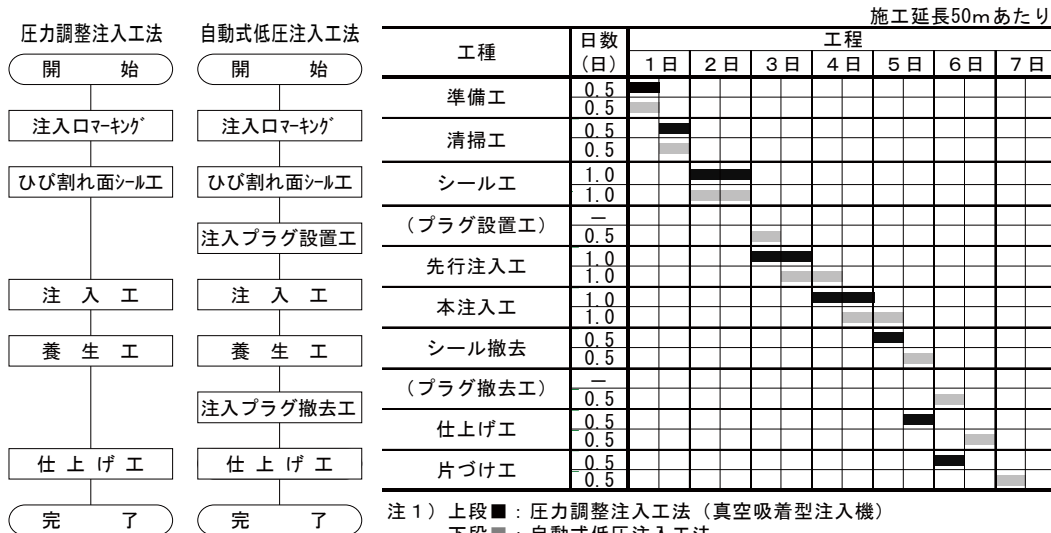 圧力調整注入工法
開　　始
注入口マーキング
ひび割れ面シール工
注　入　工
養　生　工
仕 上 げ 工
完　　了
自動式低圧注入工法
開　　始
注入口マーキング
ひび割れ面シール工
注入プラグ設置工
注　入　工
養　生　工
注入プラグ撤去工
仕 上 げ 工
完　　了
施工延長50mあたり
工種 日数(日) 工程
1日 2日 3日 4日 5日 6日 7日
準備工 0.5
0.5
清掃工 0.5
0.5
シール工 1.0
1.0
(プラグ設置工) －
0.5
先行注入工 1.0
1.0
本注入工 1.0
1.0
シール撤去 0.5
0.5
(プラグ撤去工) －
0.5
仕上げ工 0.5
0.5
片づけ工 0.5
0.5
注1) 上段■：圧力調整注入工法（真空吸着型注入機）
下段■：自動式低圧注入工法